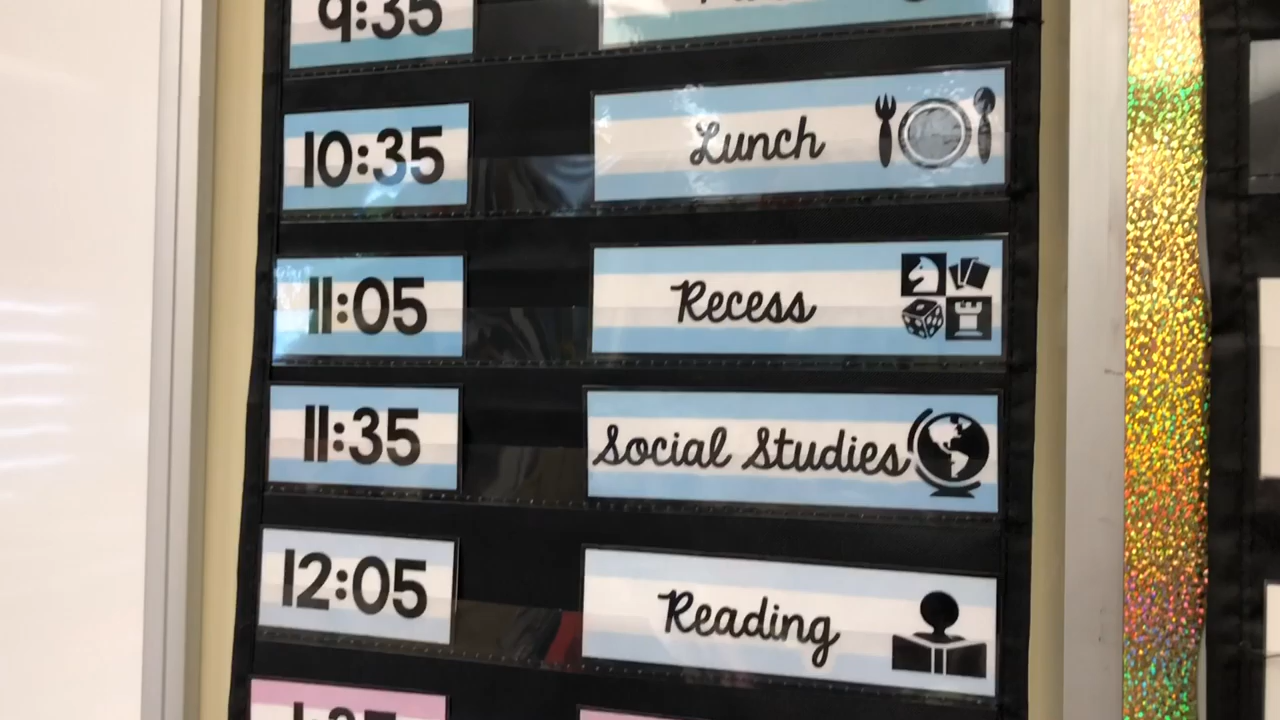 9:35
10:35 Lunch
11:05 Recess
11:35 Social Studies
12:05 Reading